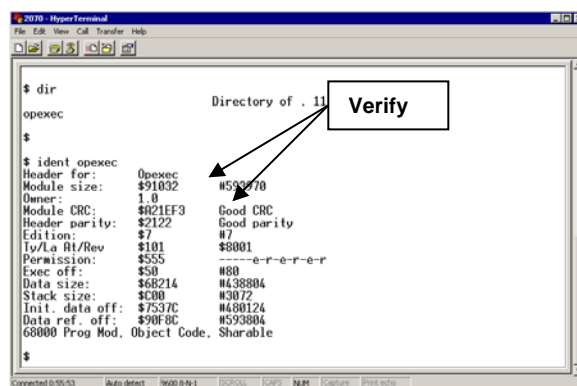 2070 - HyperTerminal
File Edit View Call Transfer Help
$ dir
Directory of . 11
opexec
Verify
$
$ ident opexec
Header for: Opexec
Module size: $91032 #593970
Owner: 1.0
Module CRC: $A21EF3 Good CRC
Header parity: $2122 Good parity
Edition: $7 #7
Ty/La At/Rev $101 $8001
Permission: $555 -----e-r-e-r-e-r
Exec off: $50 #80
Data size: $6B214 #438804
Stack size: $C00 #3072
Init. data off: $7537C #480124
Data ref. off: $90F8C #593804
68000 Prog Mod, Object Code, Sharable
$
Connected 0:55:53 Auto detect 9600 8-N-1 SCROLL CAPS NUM Capture Print echo